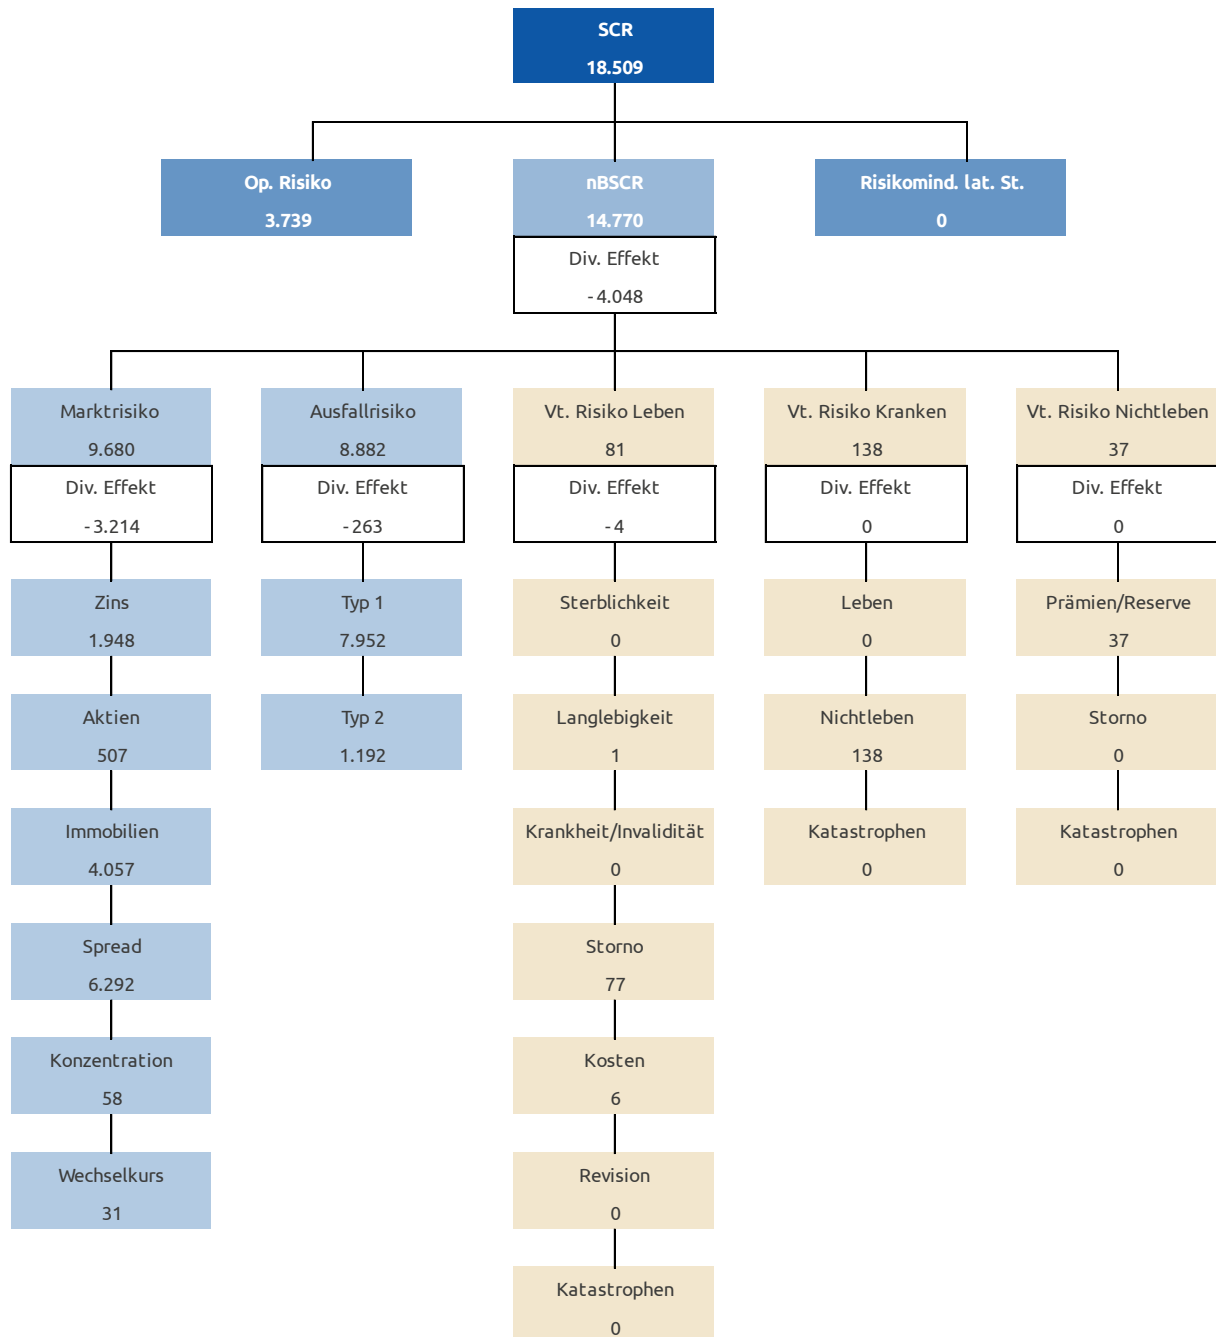 SCR
18.509
Op. Risiko
3.739
nBSCR
14.770
Risikomind. lat. St.
0
Div. Effekt
- 4.048
Marktrisiko
9.680
Div. Effekt
- 3.214
Zins
1.948
Aktien
507
Immobilien
4.057
Spread
6.292
Konzentration
58
Wechselkurs
31
Ausfallrisiko
8.882
Div. Effekt
- 263
Typ 1
7.952
Typ 2
1.192
Vt. Risiko Leben
81
Div. Effekt
- 4
Sterblichkeit
0
Langlebigkeit
1
Krankheit/Invalidität
0
Storno
77
Kosten
6
Revision
0
Katastrophen
0
Vt. Risiko Kranken
138
Div. Effekt
0
Leben
0
Nichtleben
138
Katastrophen
0
Vt. Risiko Nichtleben
37
Div. Effekt
0
Prämien/Reserve
37
Storno
0
Katastrophen
0